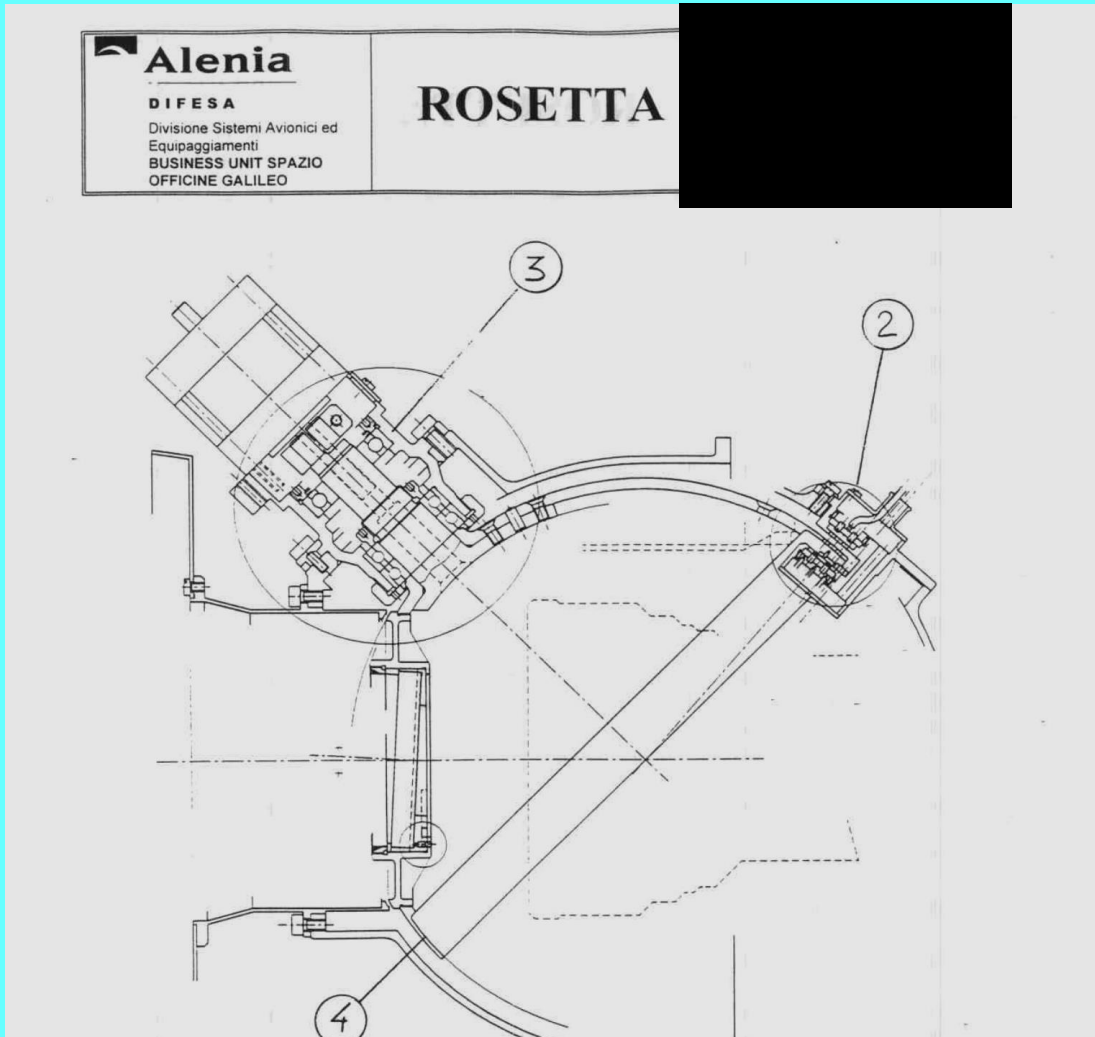 Alenia
DIFESA
Divisione Sistemi Avionici ed
Equipaggiamenti
BUSINESS UNIT SPAZIO
OFFICINE GALILEO
ROSETTA
3
2
4